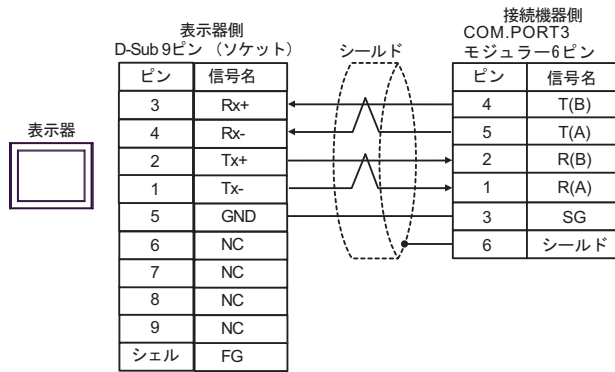 表示器側
D-Sub 9ピン (ソケット)
シールド
接続機器側
COM.PORT3
モジュラー6ピン
表示器
ピン 信号名
3 Rx+
4 Rx-
2 Tx+
1 Tx-
5 GND
6 NC
7 NC
8 NC
9 NC
シェル FG
ピン 信号名
4 T(B)
5 T(A)
2 R(B)
1 R(A)
3 SG
6 シールド